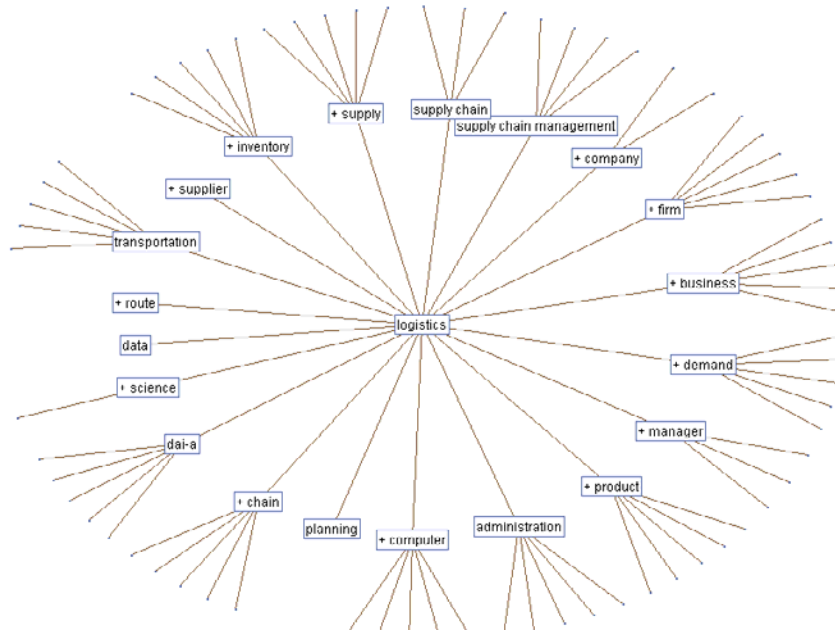 + supply
supply chain
supply chain management
+ inventory
+ company
+ supplier
+ firm
transportation
+ business
+ route
logistics
data
+ demand
+ science
+ manager
dai-a
+ product
+ chain
planning
administration
+ computer